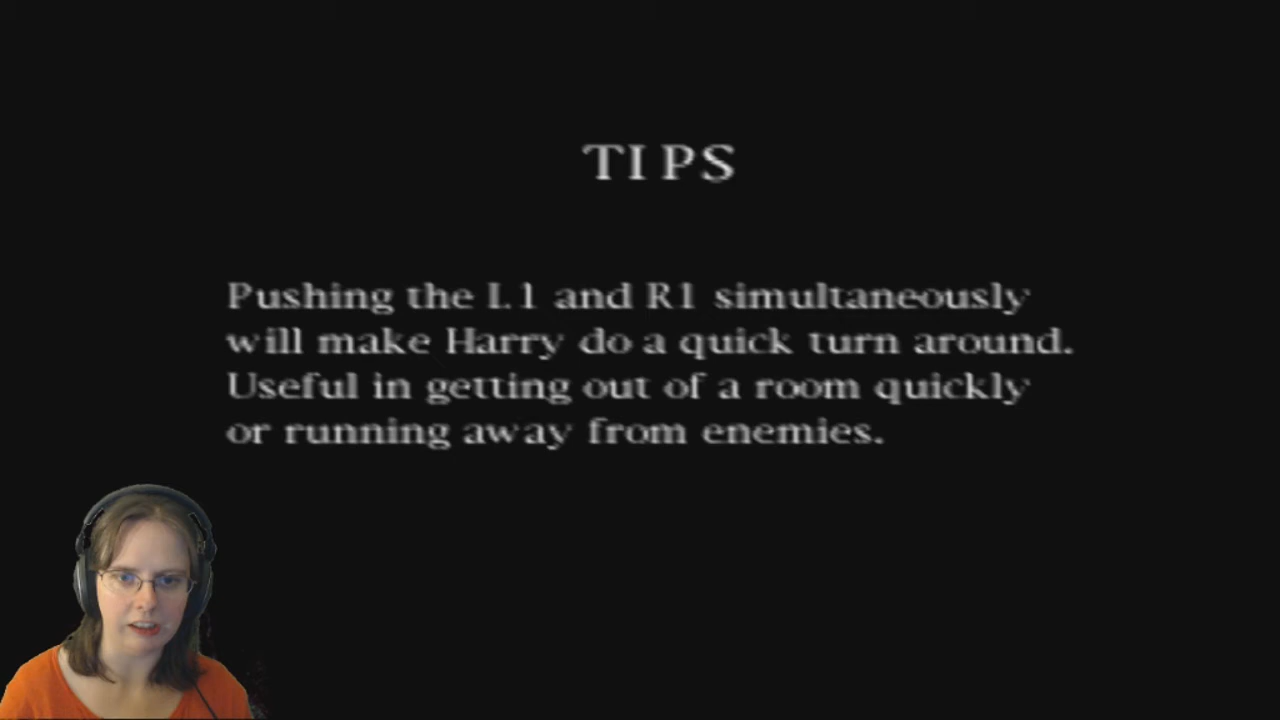 TIPS
Pushing the L1 and R1 simultaneously
will make Harry do a quick turn around.
Useful in getting out of a room quickly
or running away from enemies.